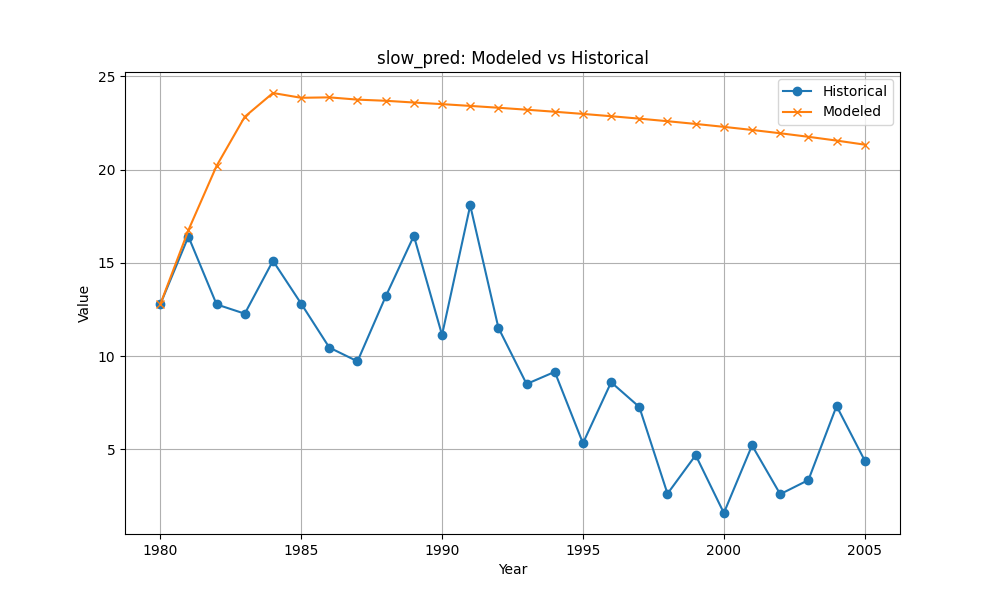 slow_pred: Modeled vs Historical
Historical
Modeled
Value
25
20
15
10
5
1980 1985 1990 1995 2000 2005
Year